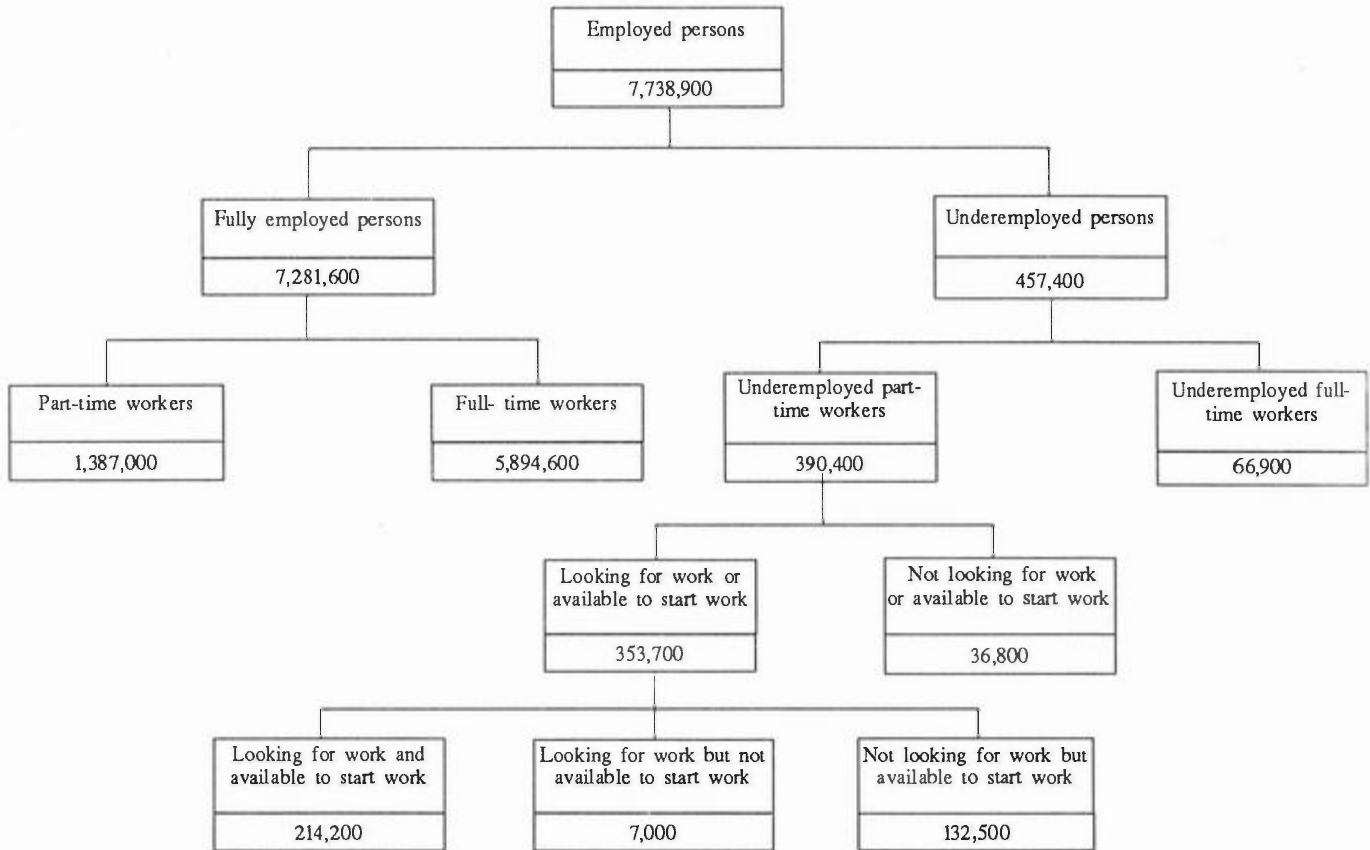 Employed persons
7,738,900
Fully employed persons
7,281,600
Underemployed persons
457,400
Part-time workers
1,387,000
Full- time workers
5,894,600
Underemployed part-
time workers
390,400
Underemployed full-
time workers
66,900
Looking for work or
available to start work
353,700
Not looking for work
or available to start work
36,800
Looking for work and
available to start work
214,200
Looking for work but not
available to start work
7,000
Not looking for work but
available to start work
132,500